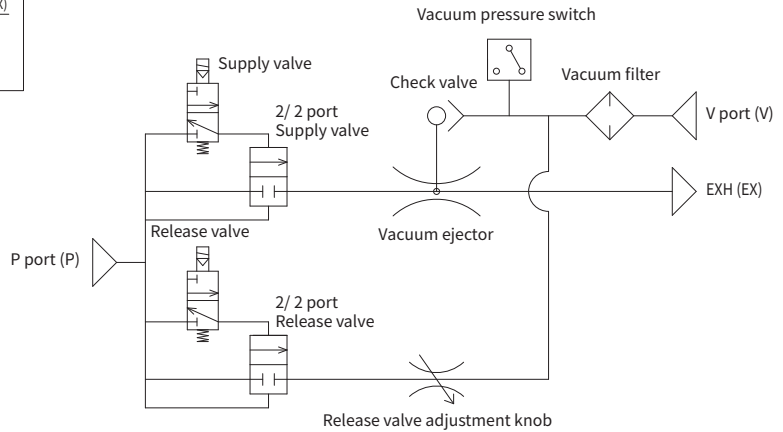 X)
Vacuum pressure switch
Supply valve
Check valve
Vacuum filter
2/ 2 port
Supply valve
V port (V)
EXH (EX)
Release valve
Vacuum ejector
P port (P)
2/ 2 port
Release valve
Release valve adjustment knob